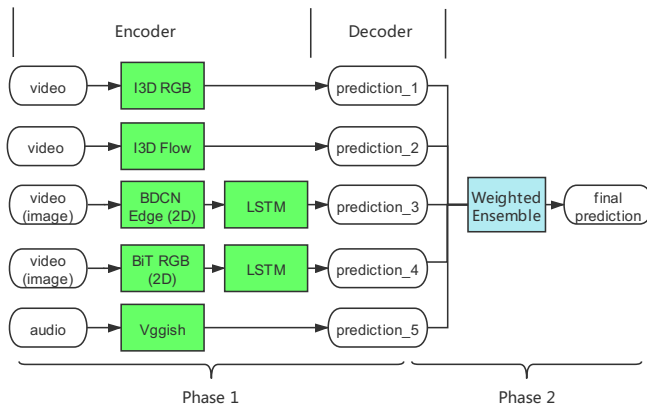 Encoder
Decoder
video
I3D RGB
prediction_1
video
I3D Flow
prediction_2
video
(image)
BDCN
Edge (2D)
LSTM
prediction_3
Weighted
Ensemble
final
prediction
video
(image)
BiT RGB
(2D)
LSTM
prediction_4
audio
Vggish
prediction_5
Phase 1
Phase 2